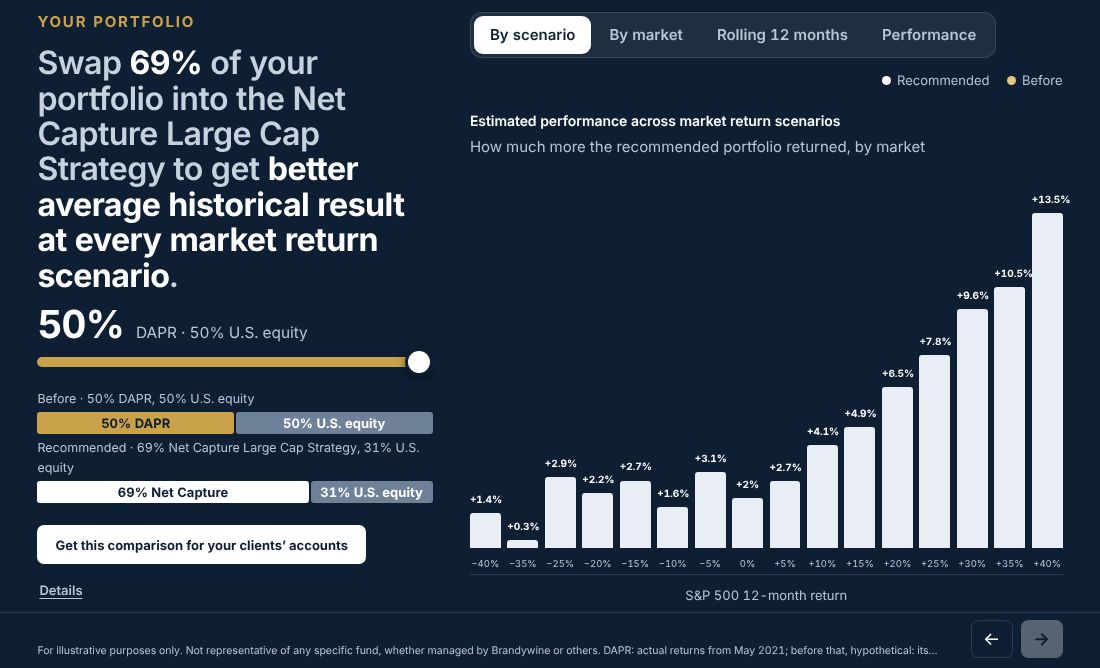 YOUR PORTFOLIO
Swap 69% of your
portfolio into the Net
Capture Large Cap
Strategy to get better
average historical result
at every market return
scenario.
50% DAPR · 50% U.S. equity
Before · 50% DAPR, 50% U.S. equity
50% DAPR 50% U.S. equity
Recommended · 69% Net Capture Large Cap Strategy, 31% U.S.
equity
69% Net Capture 31% U.S. equity
Get this comparison for your clients’ accounts
Details
By scenario By market Rolling 12 months Performance
Recommended Before
Estimated performance across market return scenarios
How much more the recommended portfolio returned, by market
+1.4% +0.3% +2.9% +2.2% +2.7% +1.6% +3.1% +2% +2.7% +4.1% +4.9% +6.5% +7.8% +9.6% +10.5% +13.5%
−40% −35% −25% −20% −15% −10% −5% 0% +5% +10% +15% +20% +25% +30% +35% +40%
S&P 500 12-month return
For illustrative purposes only. Not representative of any specific fund, whether managed by Brandywine or others. DAPR: actual returns from May 2021; before that, hypothetical: its…
← →